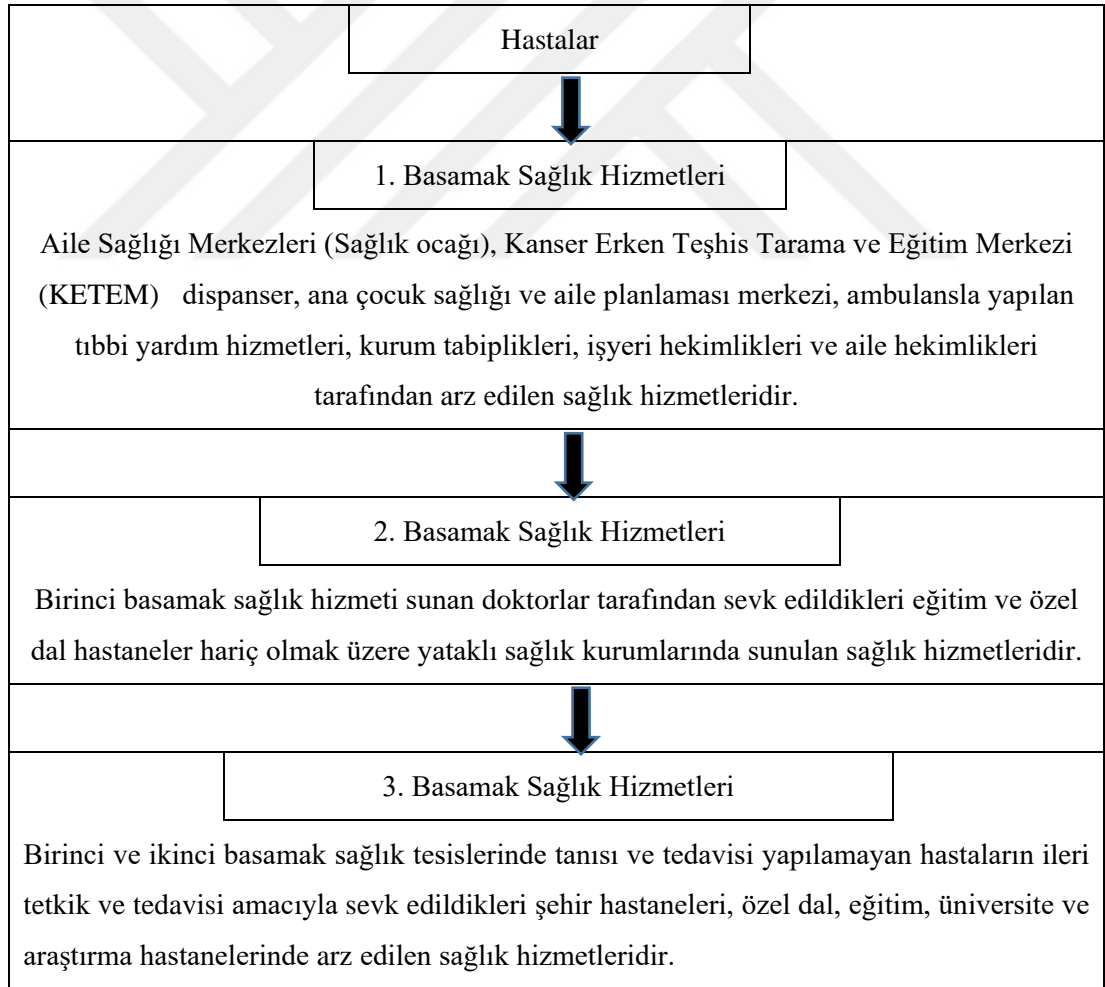 Hastalar
1. Basamak Sağlık Hizmetleri
Aile Sağlığı Merkezleri (Sağlık ocağı), Kanser Erken Teşhis Tarama ve Eğitim Merkezi
(KETEM) dispanser, ana çocuk sağlığı ve aile planlaması merkezi, ambulansla yapılan
tıbbi yardım hizmetleri, kurum tabiplikleri, işyeri hekimlikleri ve aile hekimlikleri
tarafından arz edilen sağlık hizmetleridir.
2. Basamak Sağlık Hizmetleri
Birinci basamak sağlık hizmeti sunan doktorlar tarafından sevk edildikleri eğitim ve özel
dal hastaneler hariç olmak üzere yataklı sağlık kurumlarında sunulan sağlık hizmetleridir.
3. Basamak Sağlık Hizmetleri
Birinci ve ikinci basamak sağlık tesislerinde tanısı ve tedavisi yapılamayan hastaların ileri
tetkik ve tedavisi amacıyla sevk edildikleri şehir hastaneleri, özel dal, eğitim, üniversite ve
araştırma hastanelerinde arz edilen sağlık hizmetleridir.